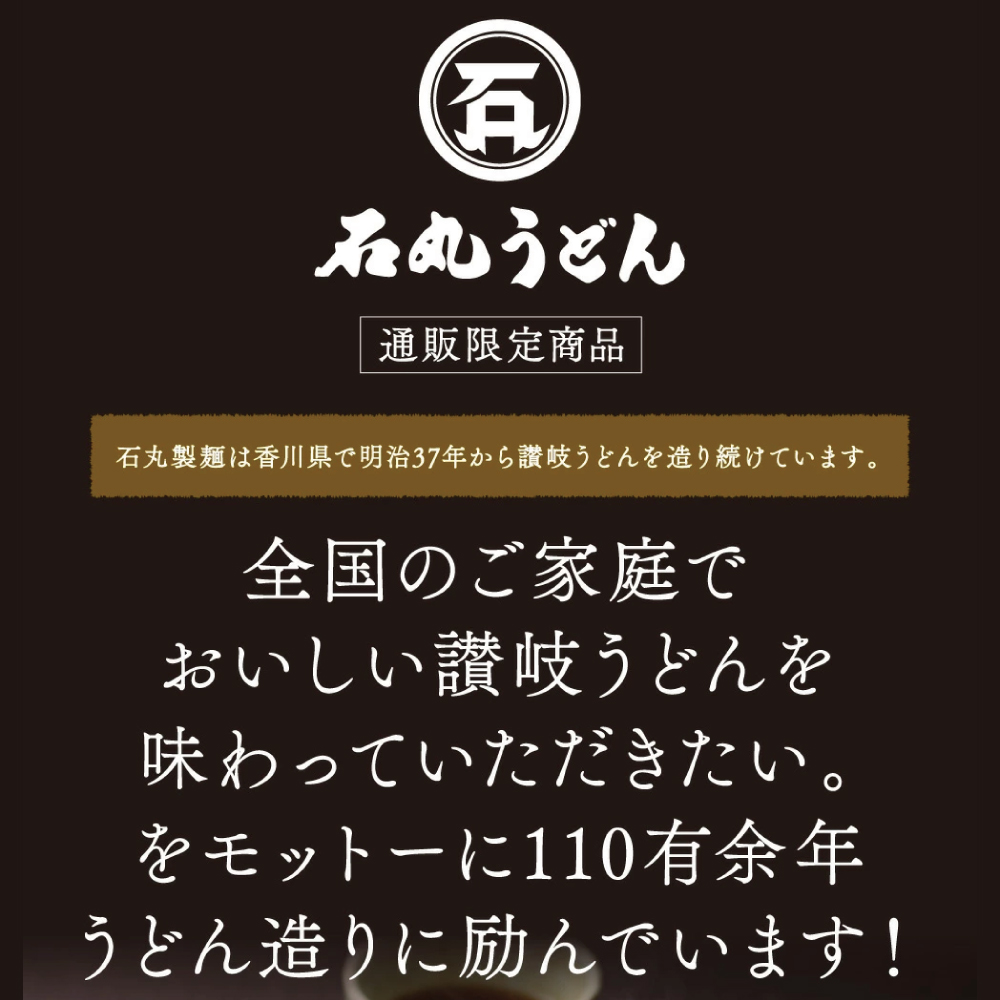 石
石丸うどん
通販限定商品
石丸製麺は香川県で明治37年から讃岐うどんを造り続けています。
全国のご家庭で
おいしい讃岐うどんを
味わっていただきたい。
をモットーに110有余年
うどん造りに励んでいます！